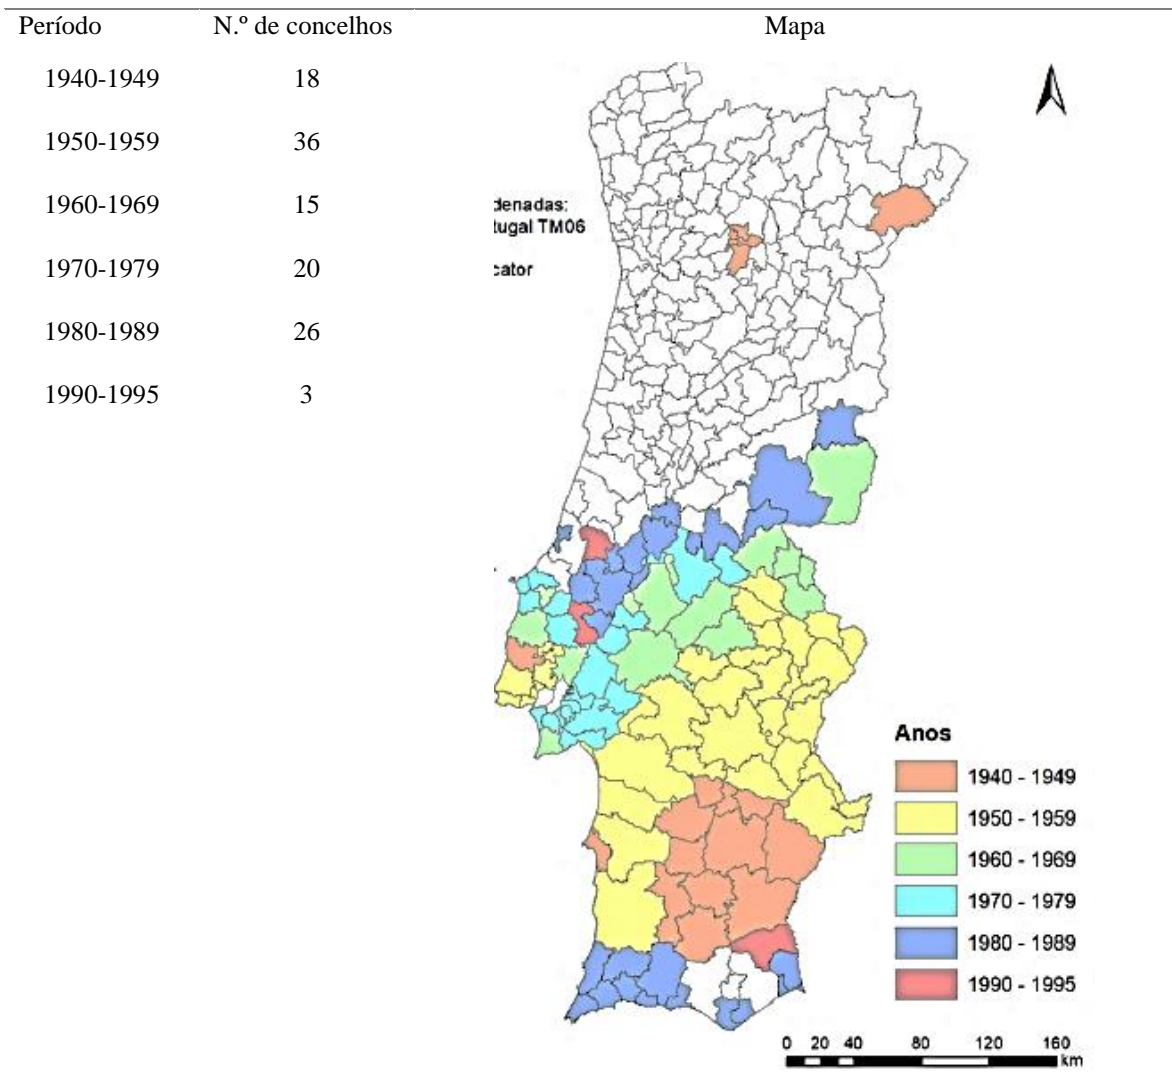 Período N.º de concelhos Mapa
1940-1949 18
1950-1959 36
1960-1969 15
1970-1979 20
1980-1989 26
1990-1995 3
denadas:
tugal TM06
cator
Anos
1940 - 1949
1950 - 1959
1960 - 1969
1970 - 1979
1980 - 1989
1990 - 1995
0 20 40 80 120 160
km